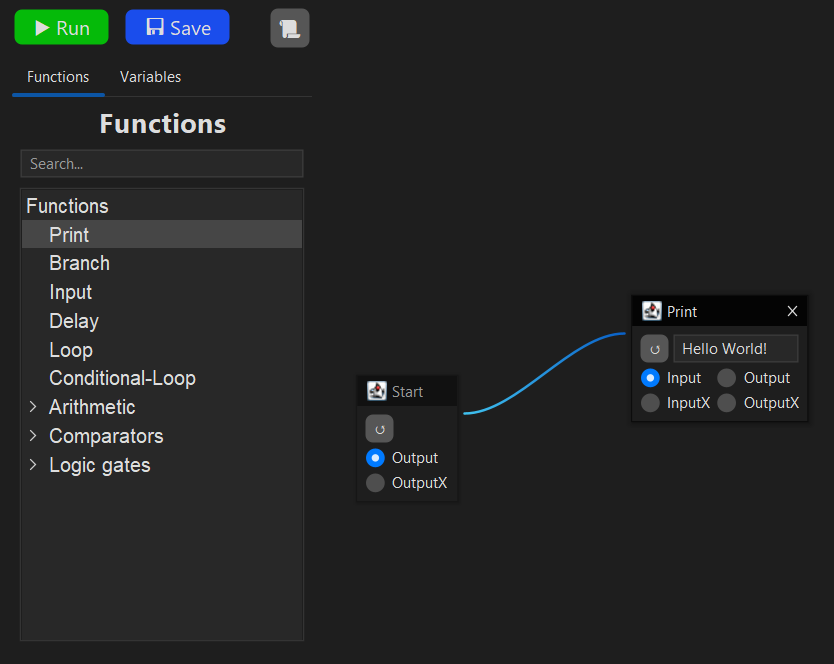 Run Save
Functions Variables
Functions
Search...
Functions
Print
Branch
Input
Delay
Loop
Conditional-Loop
Arithmetic
Comparators
Logic gates
Start
Output
OutputX
Print X
Hello World!
Input Output
InputX OutputX